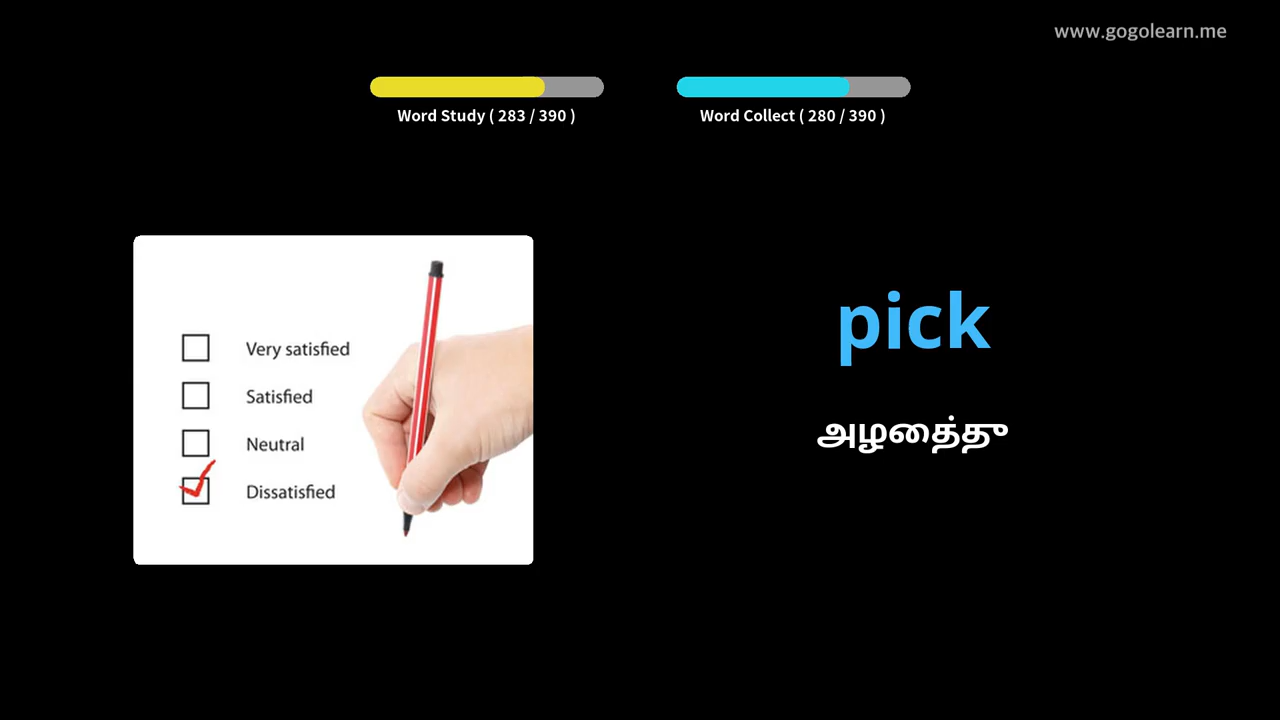 www.gogolearn.me
Word Study ( 283 / 390 )
Word Collect ( 280 / 390 )
Very satisfied
Satisfied
Neutral
Dissatisfied
pick
அழைத்து